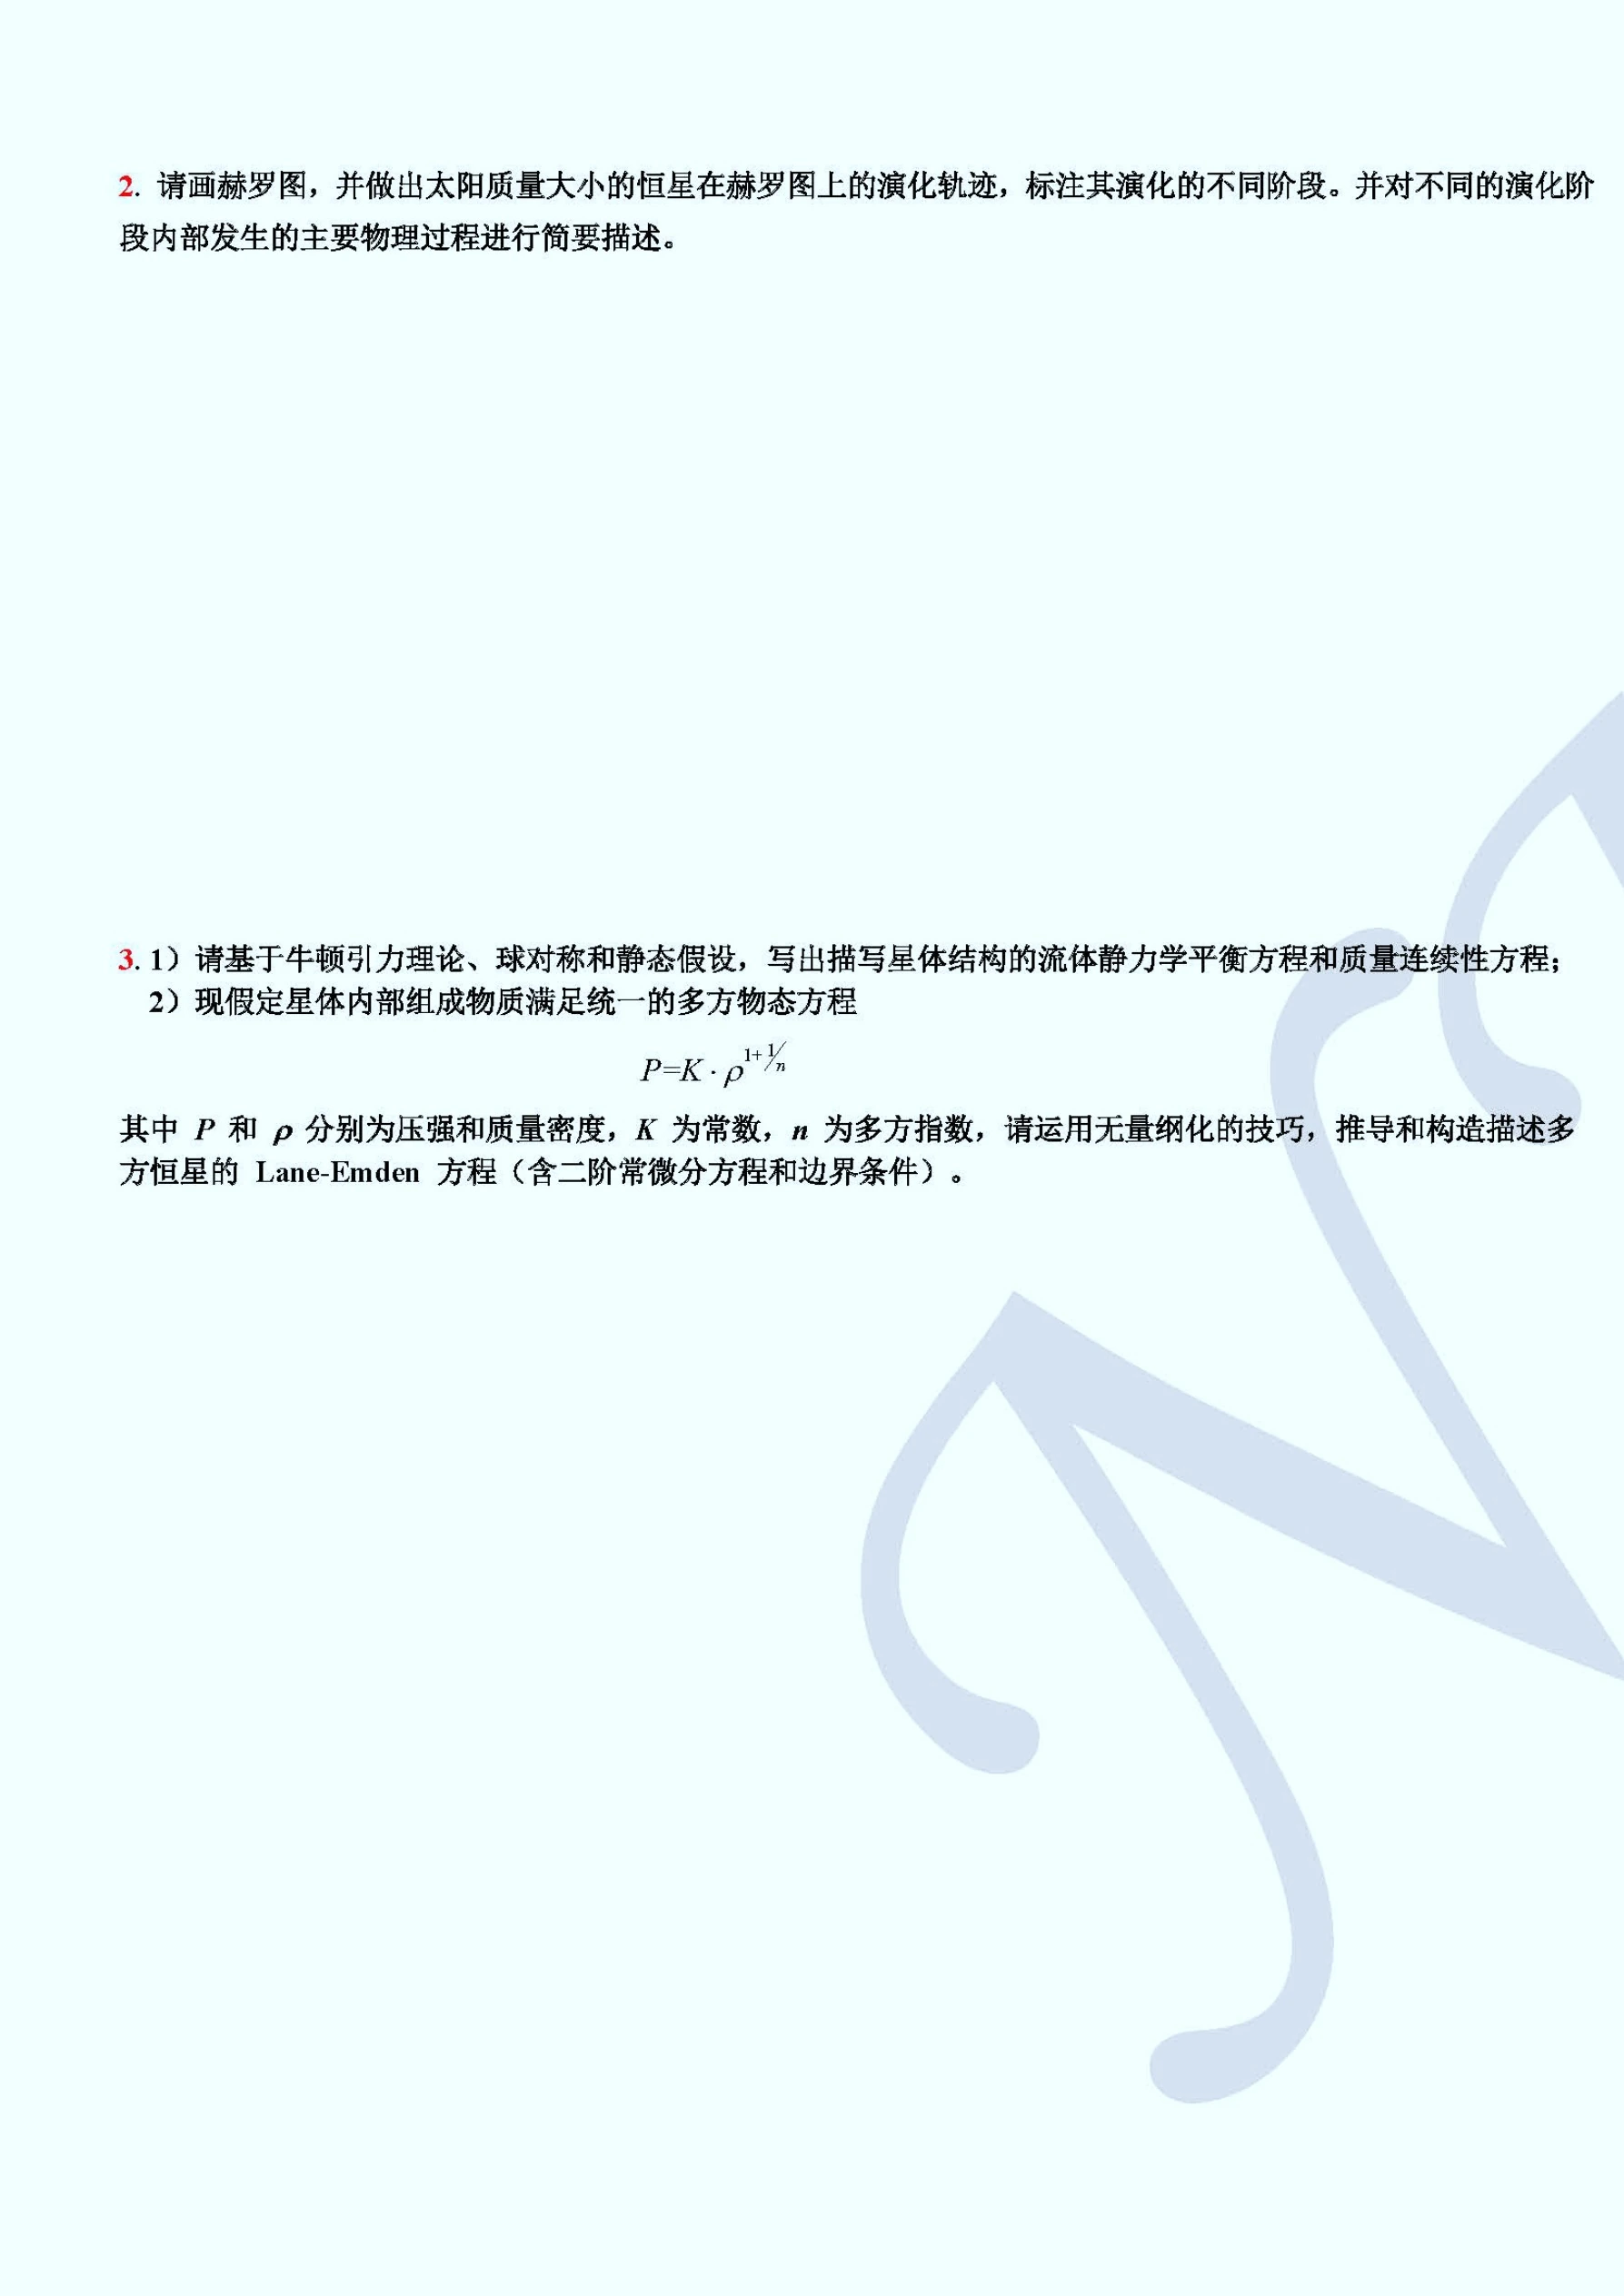 2. 请画赫罗图，并做出太阳质量大小的恒星在赫罗图上的演化轨迹，标注其演化的不同阶段。并对不同的演化阶
段内部发生的主要物理过程进行简要描述。
3. 1）请基于牛顿引力理论、球对称和静态假设，写出描写星体结构的流体静力学平衡方程和质量连续性方程；
2）现假定星体内部组成物质满足统一的多方物态方程
P=K·ρ^{1+1/n}
其中 P 和 ρ 分别为压强和质量密度，K 为常数，n 为多方指数，请运用无量纲化的技巧，推导和构造描述多
方恒星的 Lane-Emden 方程（含二阶常微分方程和边界条件）。